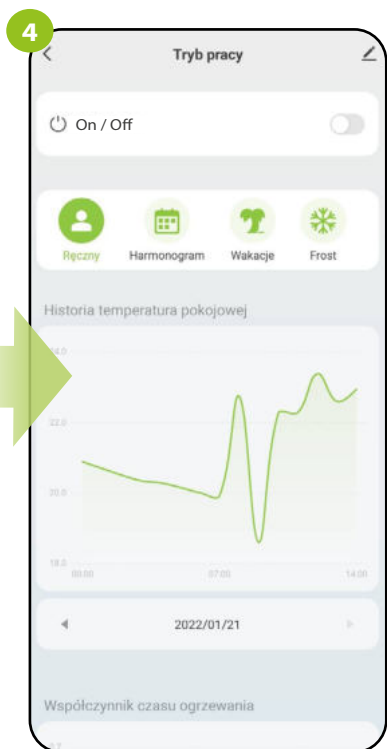 4
Tryb pracy
On / Off
Ręczny Harmonogram Wakacje Frost
Historia temperatura pokojowej
24.0
22.0
20.0
18.0
00:00 07:00 14:00
2022/01/21
Współczynnik czasu ogrzewania